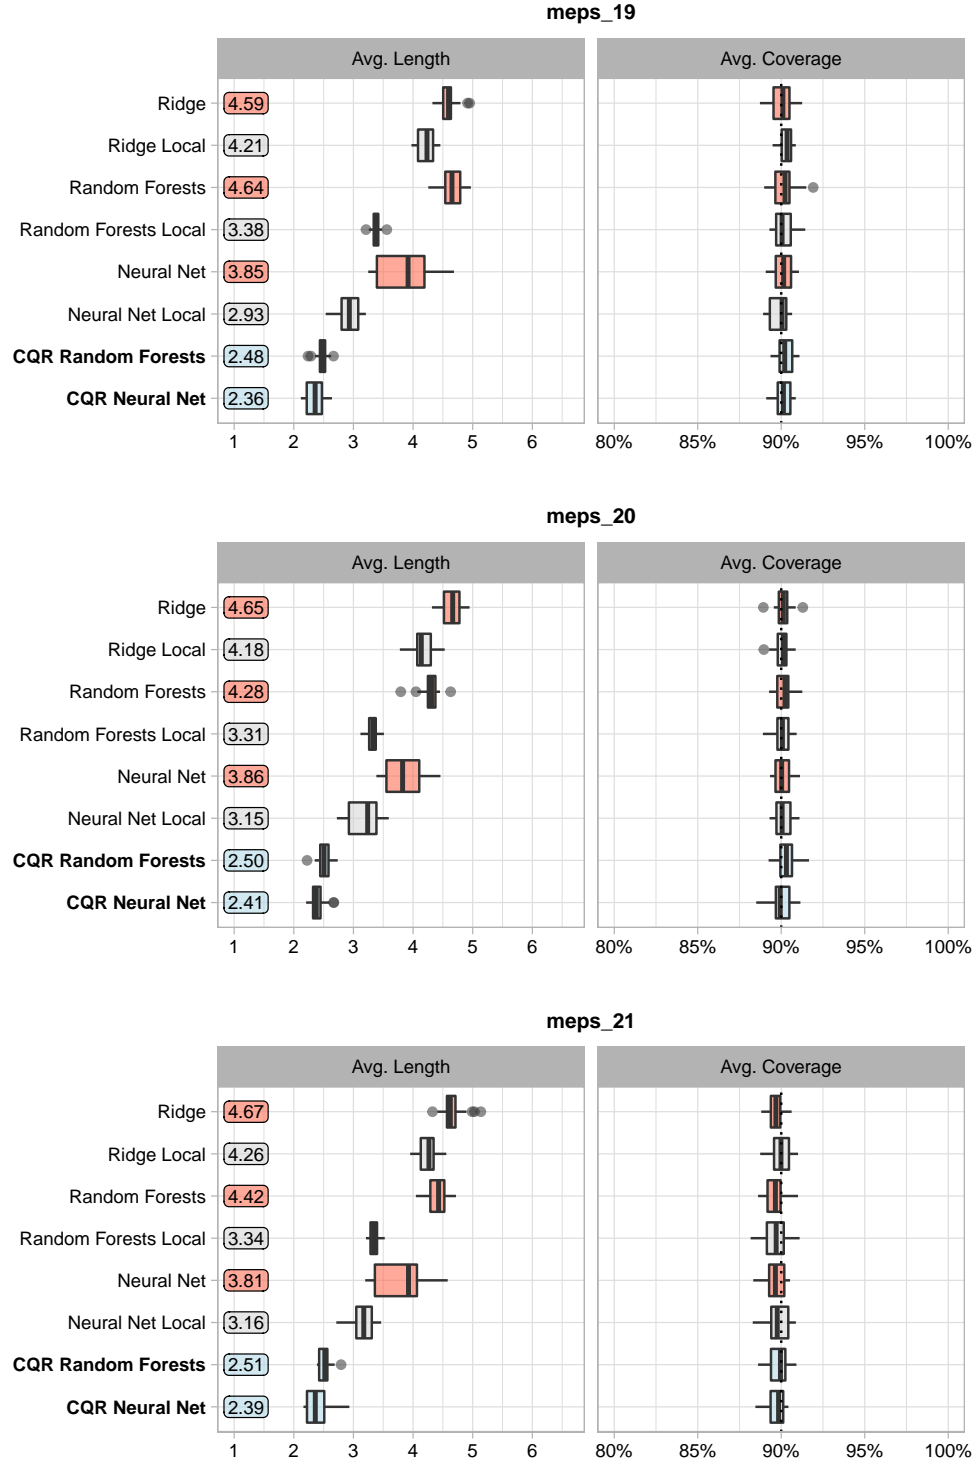 meps_19
Avg. Length Avg. Coverage
Ridge 4.59
Ridge Local 4.21
Random Forests 4.64
Random Forests Local 3.38
Neural Net 3.85
Neural Net Local 2.93
CQR Random Forests 2.48
CQR Neural Net 2.36
1 2 3 4 5 6 80% 85% 90% 95% 100%
meps_20
Avg. Length Avg. Coverage
Ridge 4.65
Ridge Local 4.18
Random Forests 4.28
Random Forests Local 3.31
Neural Net 3.86
Neural Net Local 3.15
CQR Random Forests 2.50
CQR Neural Net 2.41
1 2 3 4 5 6 80% 85% 90% 95% 100%
meps_21
Avg. Length Avg. Coverage
Ridge 4.67
Ridge Local 4.26
Random Forests 4.42
Random Forests Local 3.34
Neural Net 3.81
Neural Net Local 3.16
CQR Random Forests 2.51
CQR Neural Net 2.39
1 2 3 4 5 6 80% 85% 90% 95% 100%